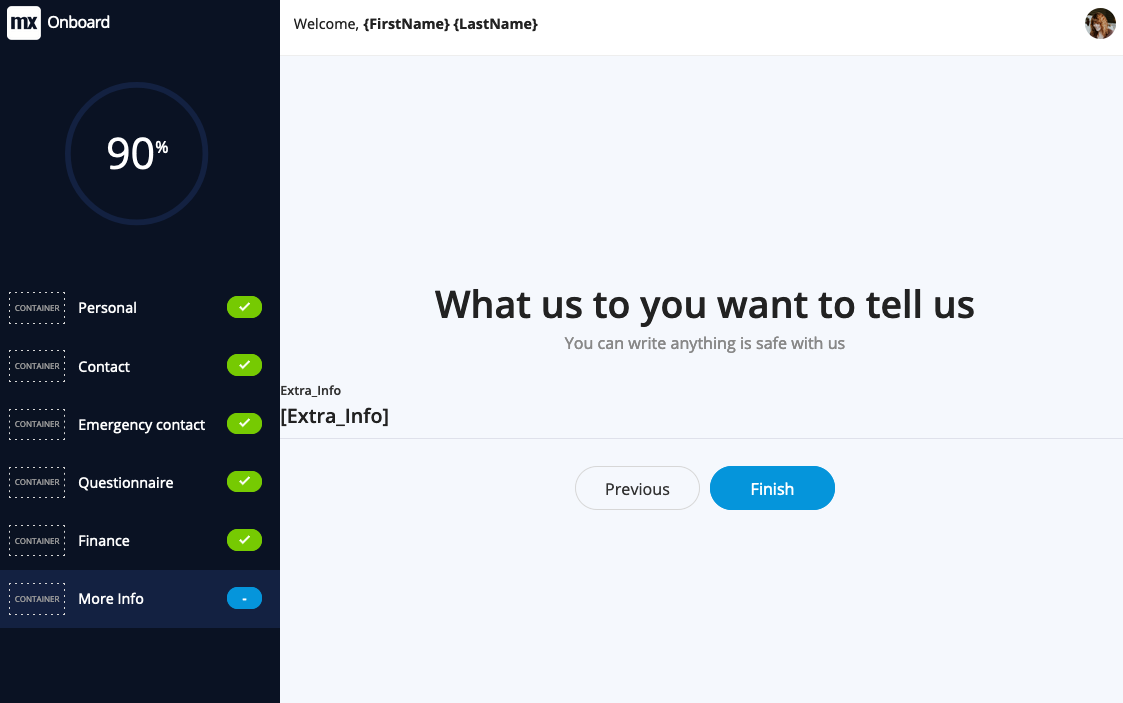 mx Onboard
Welcome, {FirstName} {LastName}
90%
CONTAINER Personal
CONTAINER Contact
CONTAINER Emergency contact
CONTAINER Questionnaire
CONTAINER Finance
CONTAINER More Info -
What us to you want to tell us
You can write anything is safe with us
Extra_Info
[Extra_Info]
Previous Finish